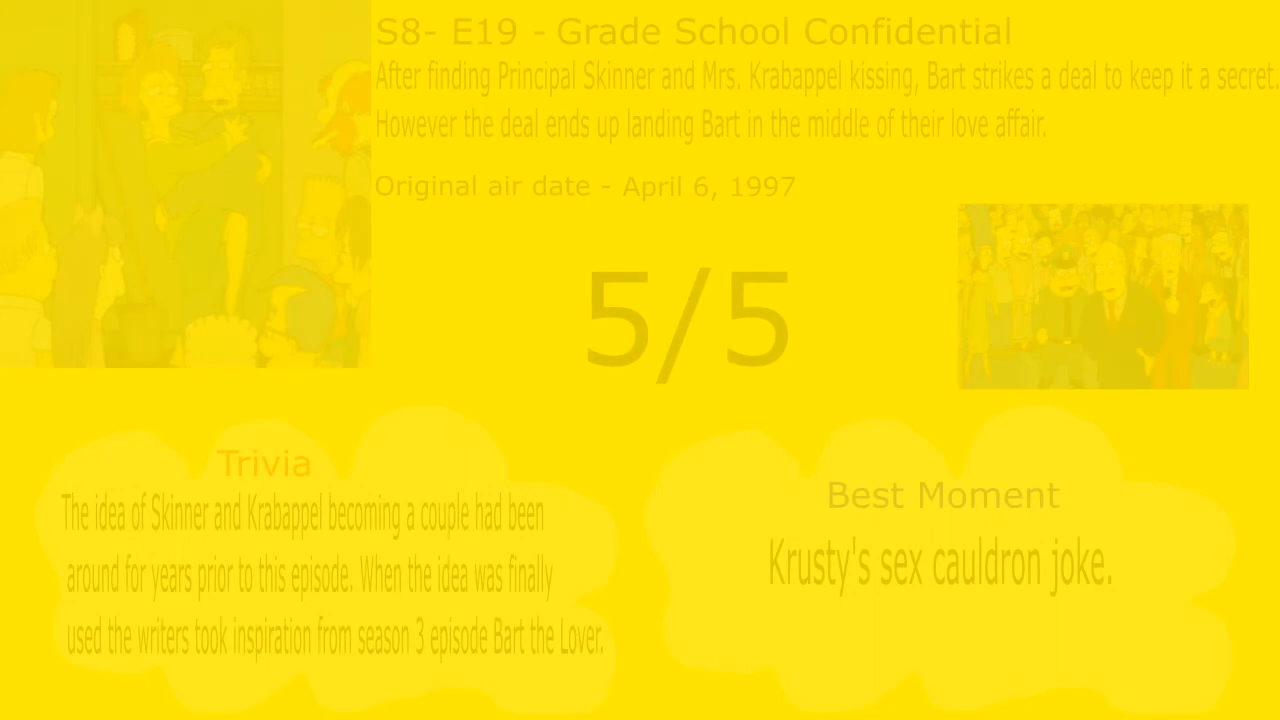 S8- E19 - Grade School Confidential
After finding Principal Skinner and Mrs. Krabappel kissing, Bart strikes a deal to keep it a secret.
However the deal ends up landing Bart in the middle of their love affair.
Original air date - April 6, 1997
5/5
Trivia
The idea of Skinner and Krabappel becoming a couple had been
around for years prior to this episode. When the idea was finally
used the writers took inspiration from season 3 episode Bart the Lover.
Best Moment
Krusty's sex cauldron joke.